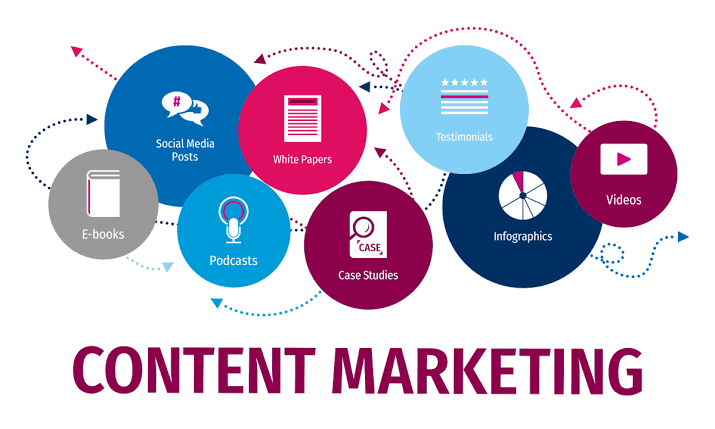 #
Social Media
Posts
White Papers
Testimonials
E-books
Podcasts
CASE
Case Studies
Infographics
Videos
CONTENT MARKETING